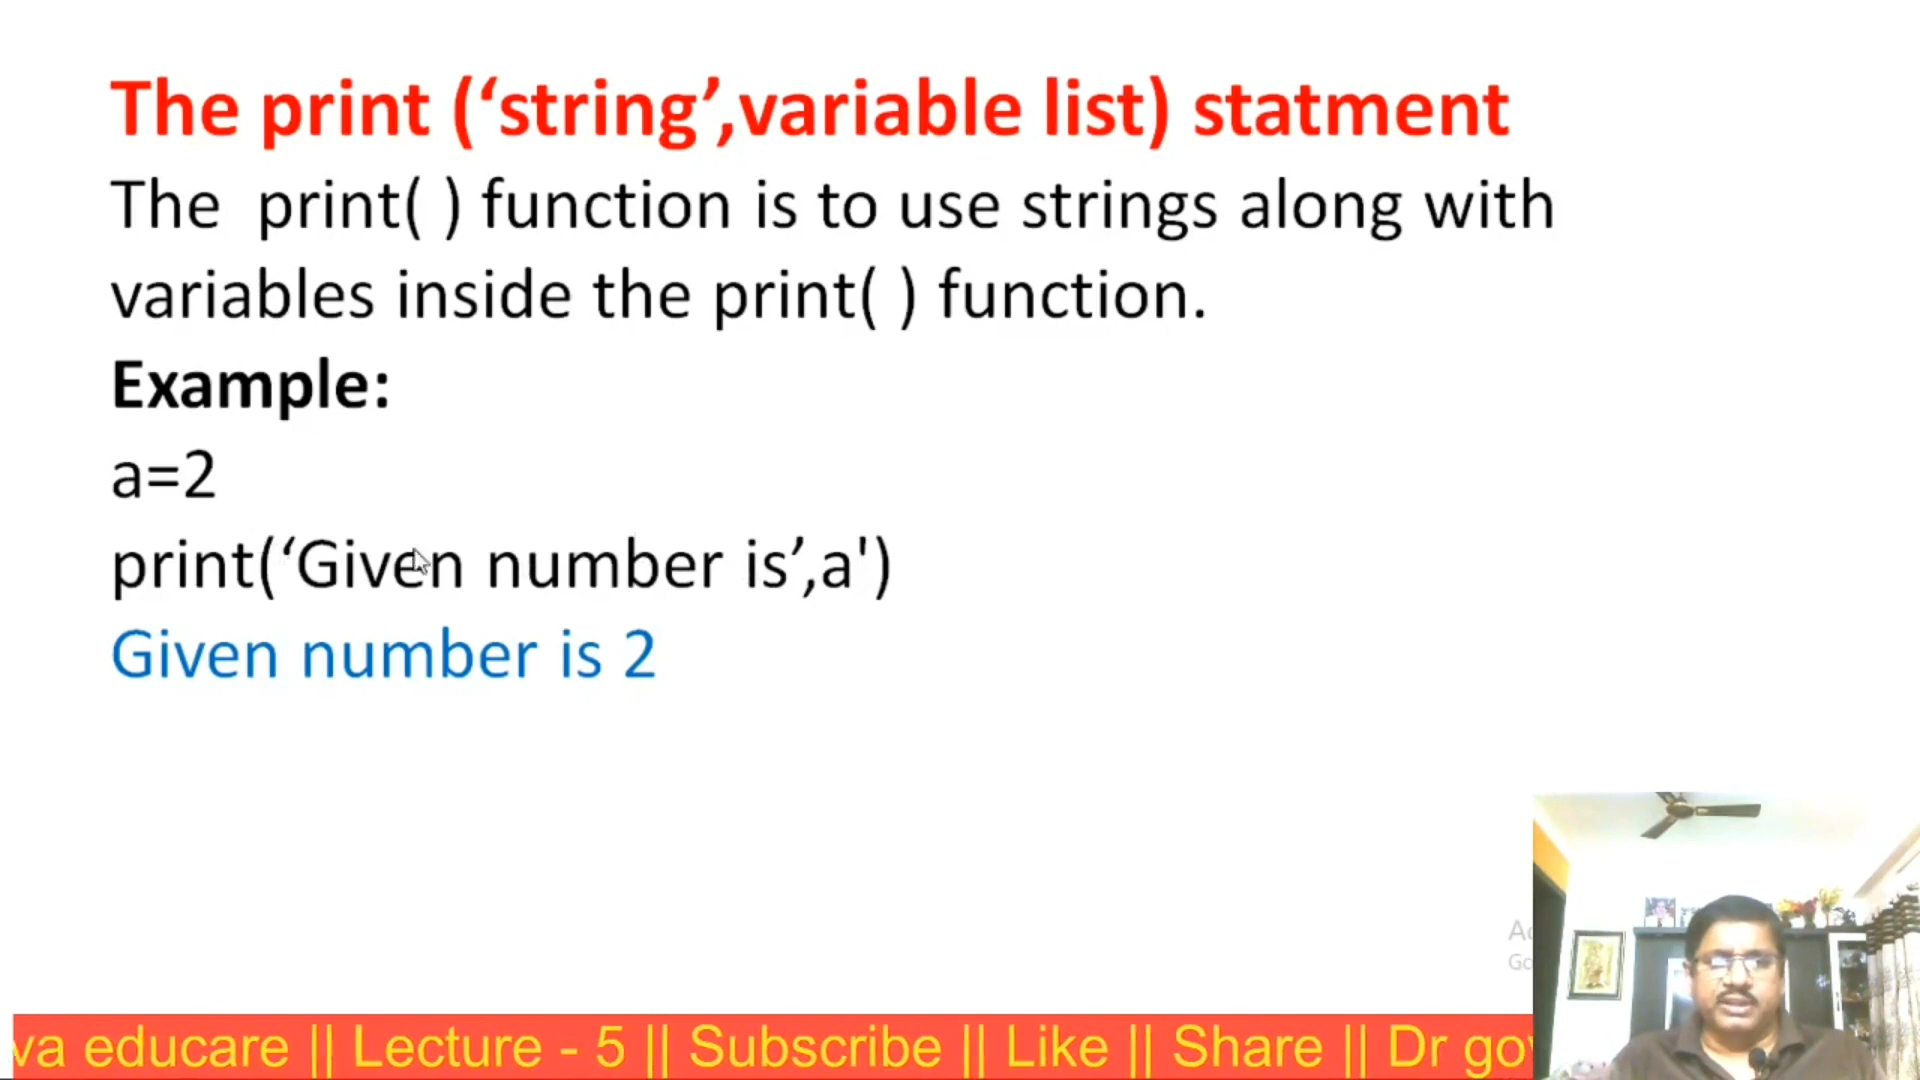 The print (‘string’,variable list) statment
The print( ) function is to use strings along with
variables inside the print( ) function.
Example:
a=2
print(‘Given number is’,a')
Given number is 2
va educare || Lecture - 5 || Subscribe || Like || Share || Dr gov